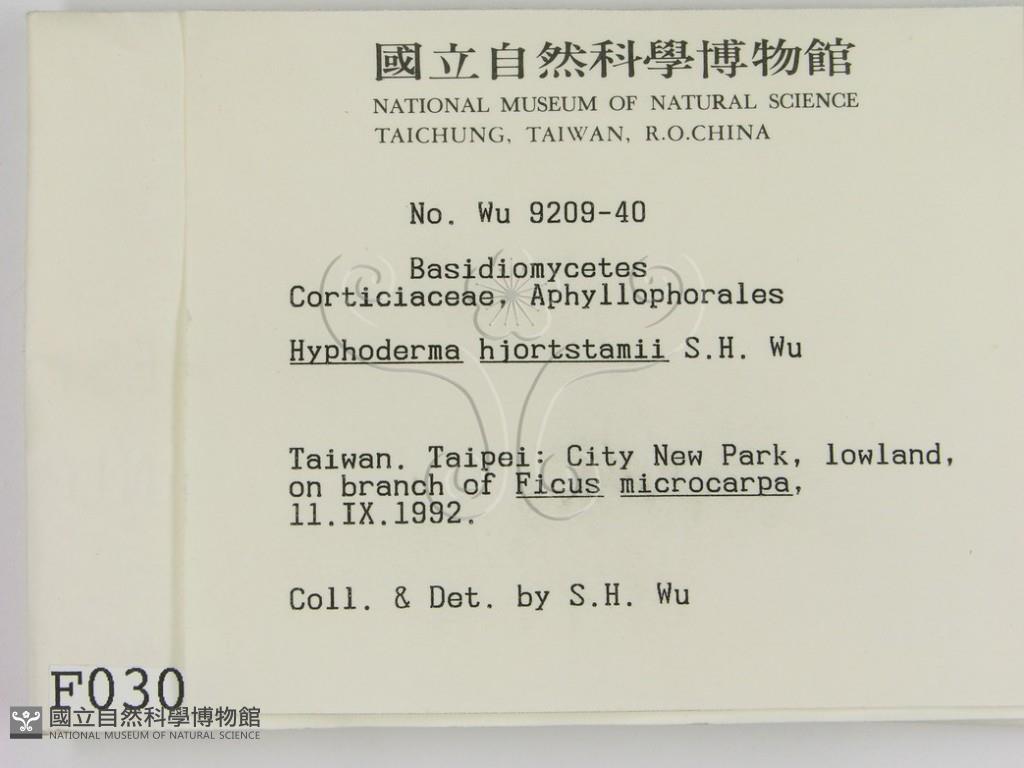 國立自然科學博物館
NATIONAL MUSEUM OF NATURAL SCIENCE
TAICHUNG, TAIWAN, R.O.CHINA
No. Wu 9209-40
Basidiomycetes
Corticiaceae, Aphyllophorales
Hyphoderma hjortstamii S.H. Wu
Taiwan. Taipei: City New Park, lowland,
on branch of Ficus microcarpa,
11.IX.1992.
Coll. & Det. by S.H. Wu
F030
國立自然科學博物館
NATIONAL MUSEUM OF NATURAL SCIENCE